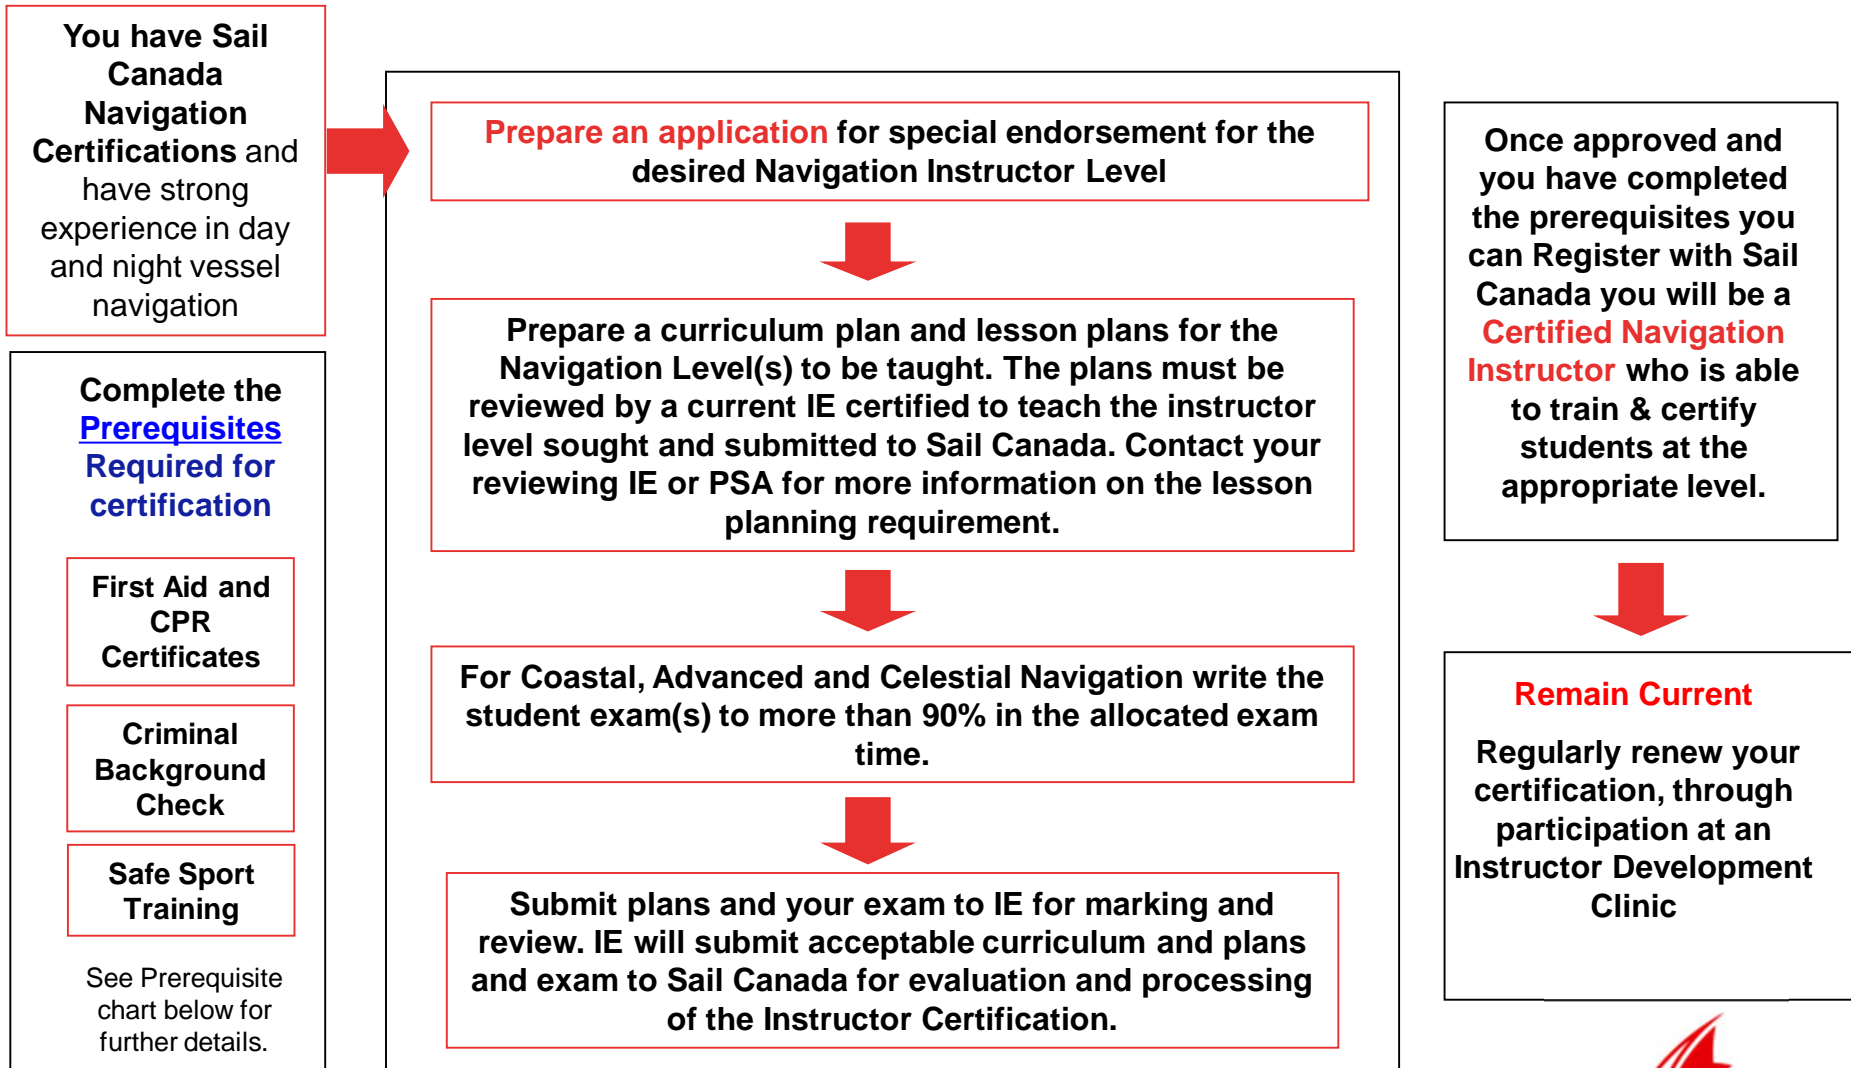 You have Sail
Canada
Navigation
Certifications and
have strong
experience in day
and night vessel
navigation
Complete the
Prerequisites
Required for
certification
First Aid and
CPR
Certificates
Criminal
Background
Check
Safe Sport
Training
See Prerequisite
chart below for
further details.
Prepare an application for special endorsement for the
desired Navigation Instructor Level
Prepare a curriculum plan and lesson plans for the
Navigation Level(s) to be taught. The plans must be
reviewed by a current IE certified to teach the instructor
level sought and submitted to Sail Canada. Contact your
reviewing IE or PSA for more information on the lesson
planning requirement.
For Coastal, Advanced and Celestial Navigation write the
student exam(s) to more than 90% in the allocated exam
time.
Submit plans and your exam to IE for marking and
review. IE will submit acceptable curriculum and plans
and exam to Sail Canada for evaluation and processing
of the Instructor Certification.
Once approved and
you have completed
the prerequisites you
can Register with Sail
Canada you will be a
Certified Navigation
Instructor who is able
to train & certify
students at the
appropriate level.
Remain Current
Regularly renew your
certification, through
participation at an
Instructor Development
Clinic